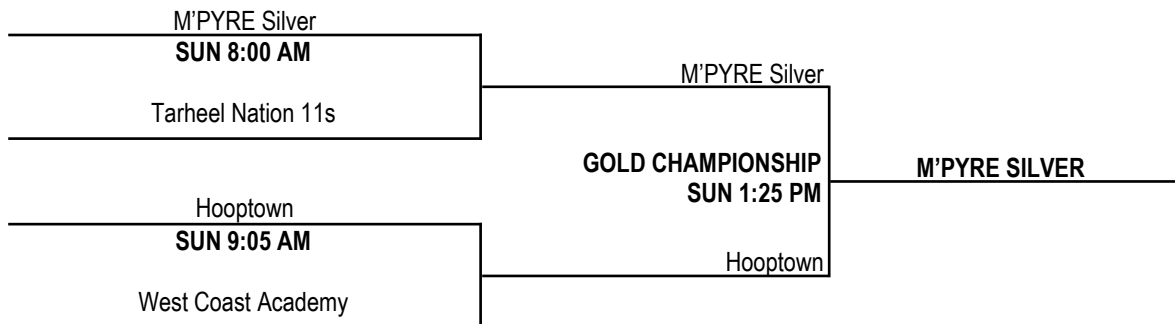 M'PYRE Silver
SUN 8:00 AM
Tarheel Nation 11s
M'PYRE Silver
GOLD CHAMPIONSHIP
SUN 1:25 PM
M'PYRE SILVER
Hooptown
SUN 9:05 AM
West Coast Academy
Hooptown